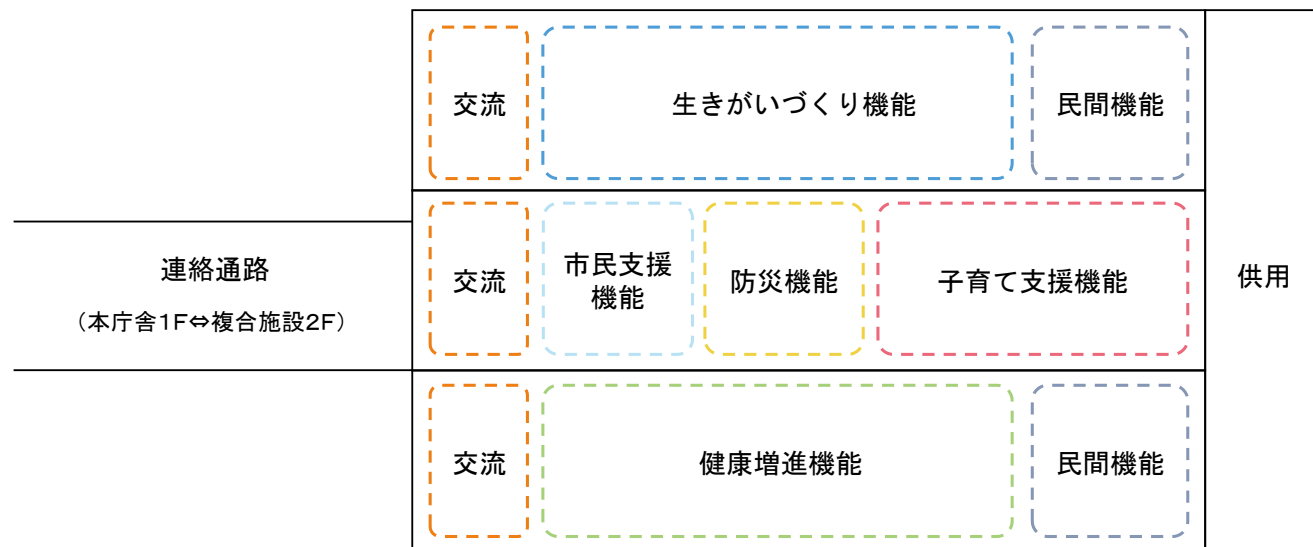 交流
生きがいづくり機能
民間機能
連絡通路
（本庁舎1F⇔複合施設2F）
交流
市民支援
機能
防災機能
子育て支援機能
供用
交流
健康増進機能
民間機能